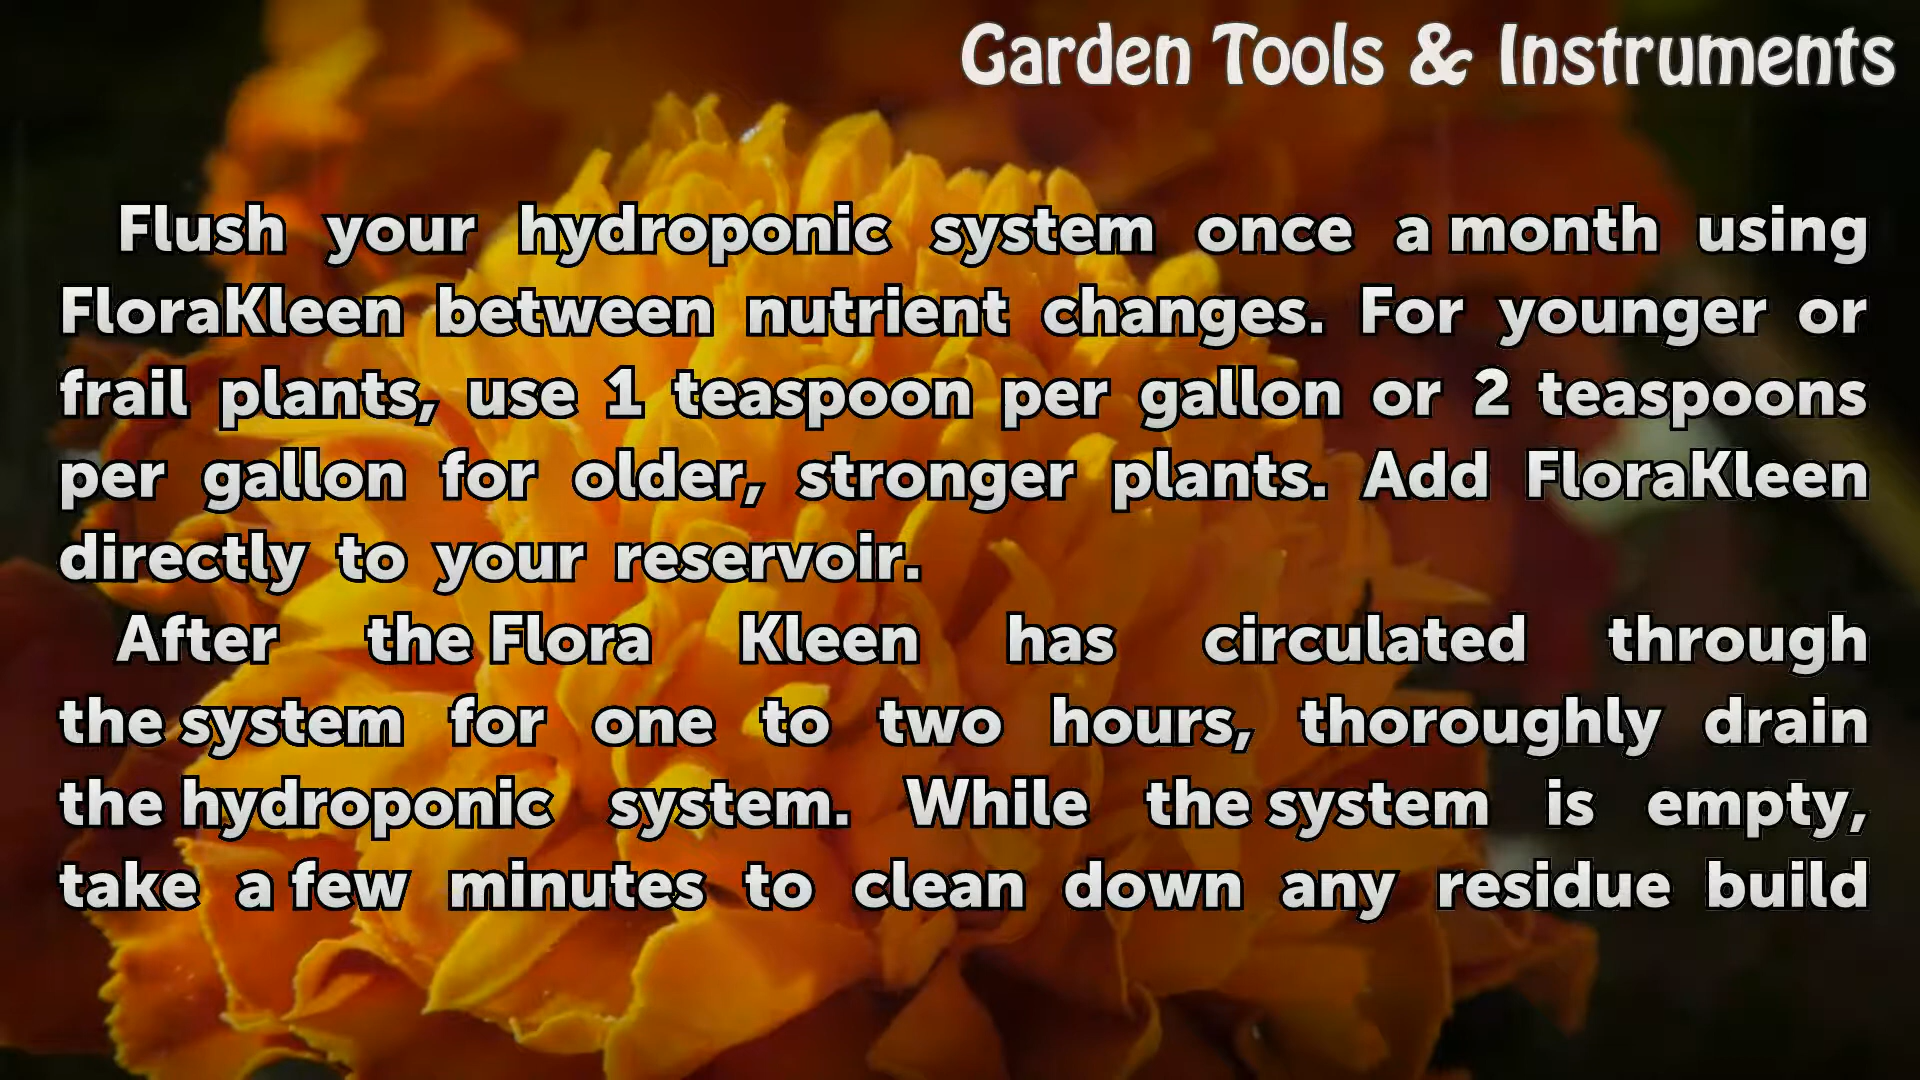 Garden Tools & Instruments
Flush your hydroponic system once a month using
FloraKleen between nutrient changes. For younger or
frail plants, use 1 teaspoon per gallon or 2 teaspoons
per gallon for older, stronger plants. Add FloraKleen
directly to your reservoir.
After the Flora Kleen has circulated through
the system for one to two hours, thoroughly drain
the hydroponic system. While the system is empty,
take a few minutes to clean down any residue build